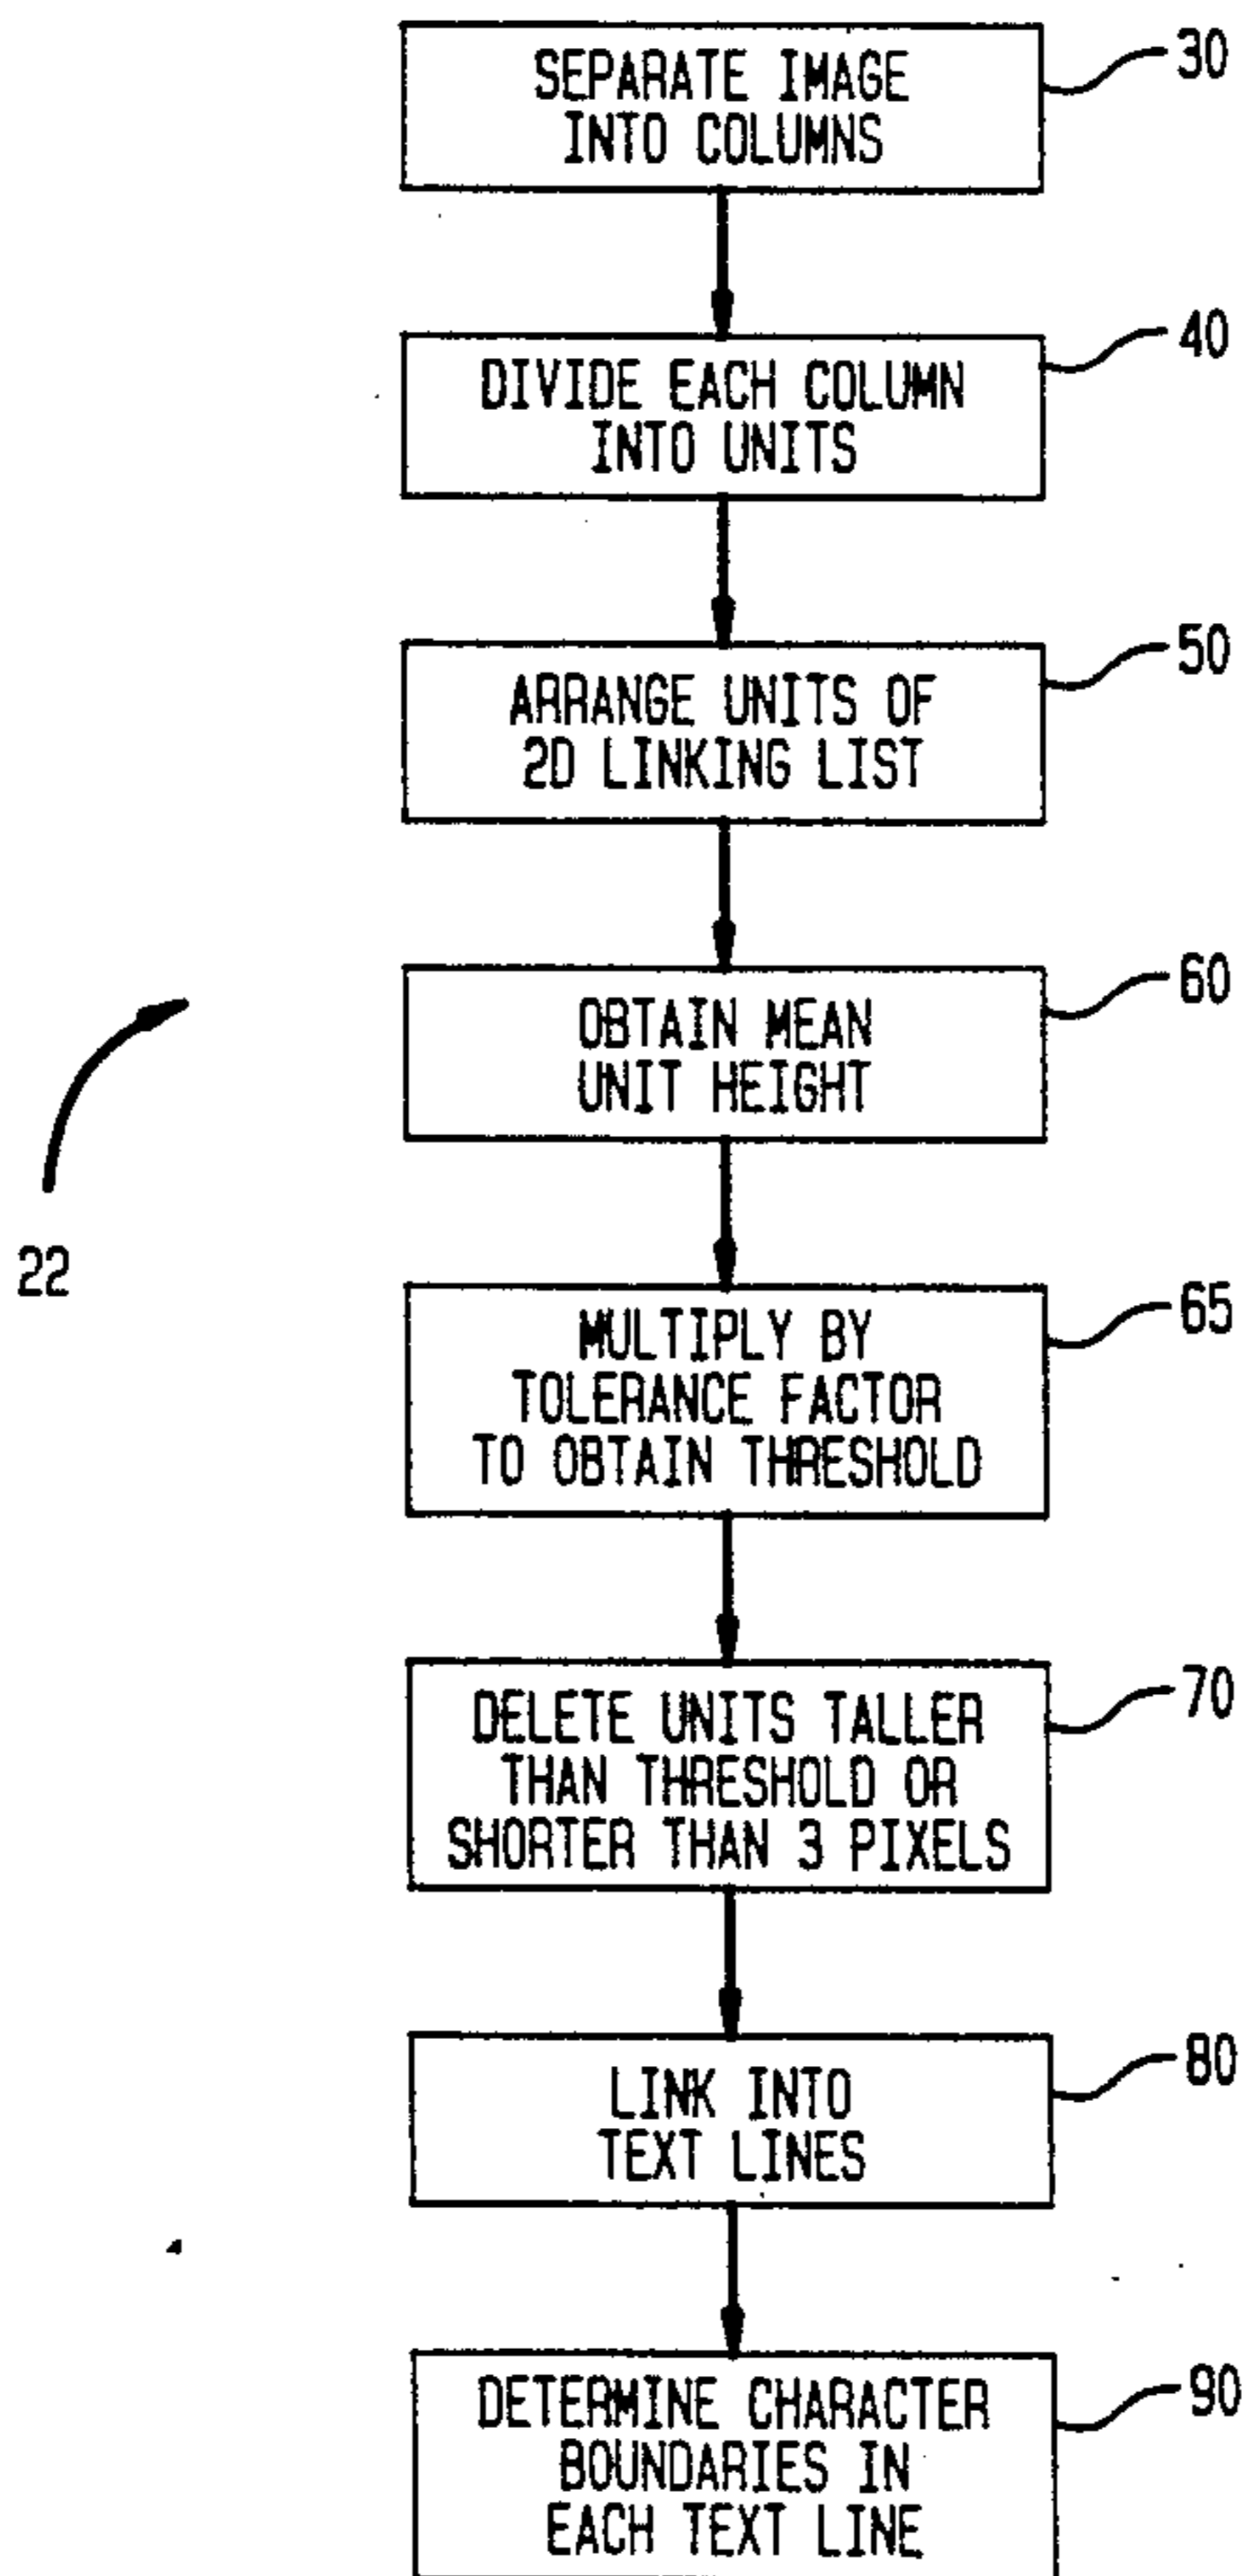 SEPARATE IMAGE
INTO COLUMNS
30
DIVIDE EACH COLUMN
INTO UNITS
40
ARRANGE UNITS OF
2D LINKING LIST
50
OBTAIN MEAN
UNIT HEIGHT
60
22
MULTIPLY BY
TOLERANCE FACTOR
TO OBTAIN THRESHOLD
65
DELETE UNITS TALLER
THAN THRESHOLD OR
SHORTER THAN 3 PIXELS
70
LINK INTO
TEXT LINES
80
DETERMINE CHARACTER
BOUNDARIES IN
EACH TEXT LINE
90